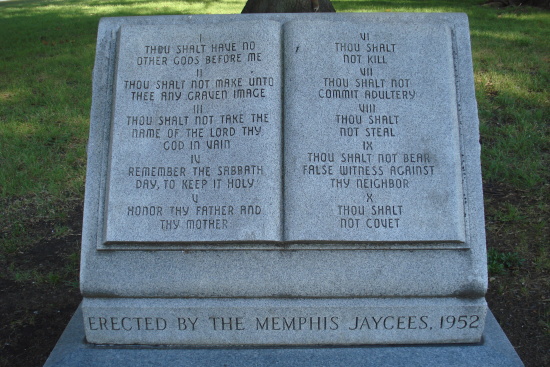 I
THOU SHALT HAVE NO
OTHER GODS BEFORE ME
II
THOU SHALT NOT MAKE UNTO
THEE ANY GRAVEN IMAGE
III
THOU SHALT NOT TAKE THE
NAME OF THE LORD THY
GOD IN VAIN
IV
REMEMBER THE SABBATH
DAY, TO KEEP IT HOLY
V
HONOR THY FATHER AND
THY MOTHER
VI
THOU SHALT
NOT KILL
VII
THOU SHALT NOT
COMMIT ADULTERY
VIII
THOU SHALT
NOT STEAL
IX
THOU SHALT NOT BEAR
FALSE WITNESS AGAINST
THY NEIGHBOR
X
THOU SHALT
NOT COVET
ERECTED BY THE MEMPHIS JAYCEES, 1952